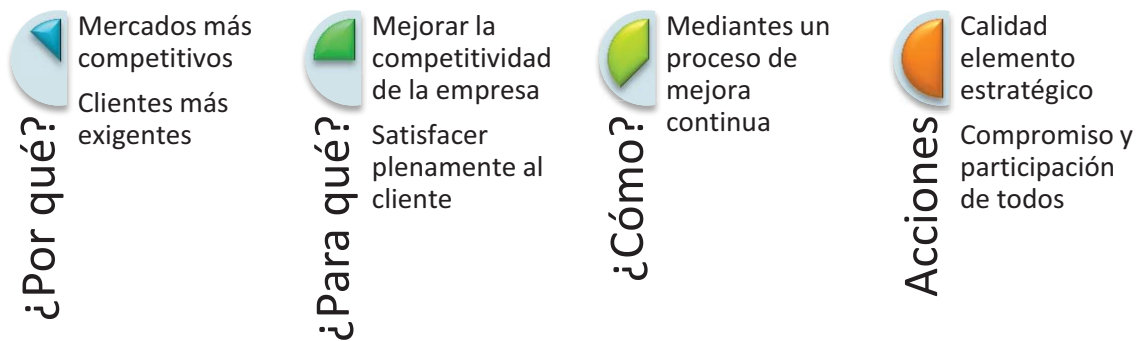 ¿Por qué?
Mercados más
competitivos
Clientes más
exigentes
¿Para qué?
Mejorar la
competitividad
de la empresa
Satisfacer
plenamente al
cliente
¿Cómo?
Mediantes un
proceso de
mejora
continua
Acciones
Calidad
elemento
estratégico
Compromiso y
participación
de todos